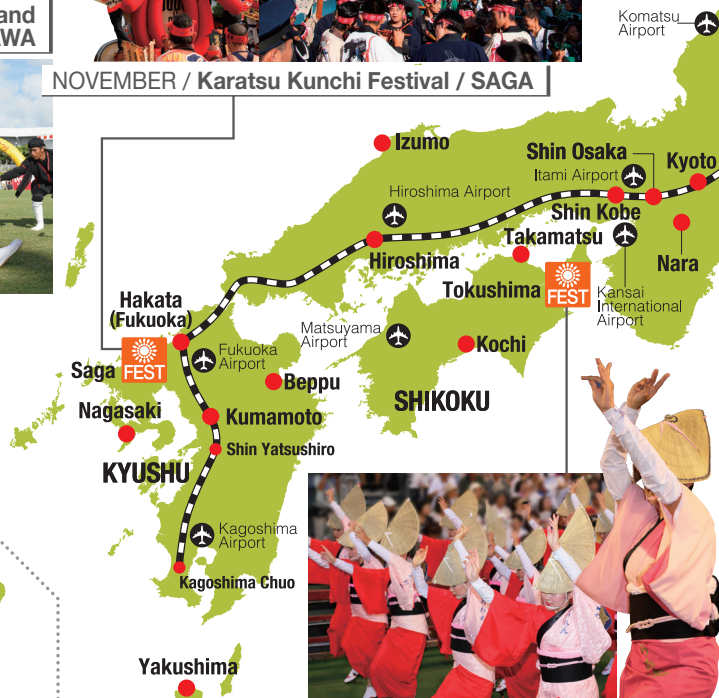 and
AWA
Komatsu
Airport
NOVEMBER / Karatsu Kunchi Festival / SAGA
Izumo
Shin Osaka
Itami Airport
Kyoto
Hiroshima Airport
Shin Kobe
Takamatsu
Hiroshima
Nara
Tokushima
FEST
Kansai
International
Airport
Hakata
(Fukuoka)
Matsuyama
Airport
Fukuoka
Airport
Kochi
Saga
FEST
Beppu
SHIKOKU
Nagasaki
Kumamoto
Shin Yatsushiro
KYUSHU
Kagoshima
Airport
Kagoshima Chuo
Yakushima